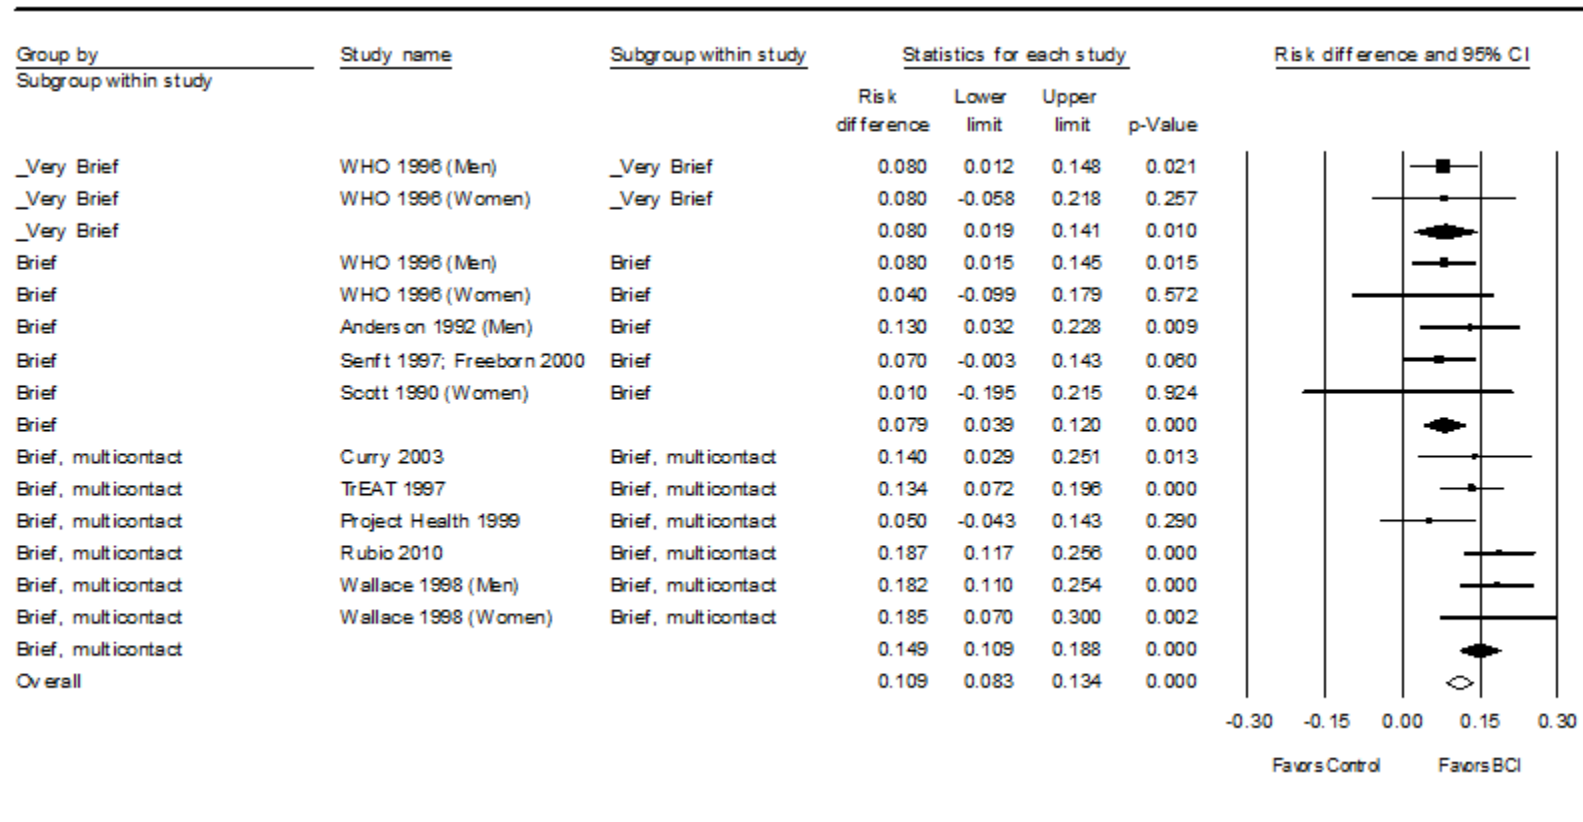 Group by Study name Subgroup within study Statistics for each study Risk difference and 95% CI
Subgroup within study
Risk Lower Upper
difference limit limit p-Value
_Very Brief WHO 1996 (Men) _Very Brief 0.080 0.012 0.148 0.021
_Very Brief WHO 1996 (Women) _Very Brief 0.080 -0.058 0.218 0.257
_Very Brief 0.080 0.019 0.141 0.010
Brief WHO 1996 (Men) Brief 0.080 0.015 0.145 0.015
Brief WHO 1996 (Women) Brief 0.040 -0.099 0.179 0.572
Brief Anderson 1992 (Men) Brief 0.130 0.032 0.228 0.009
Brief Senft 1997; Freeborn 2000 Brief 0.070 -0.003 0.143 0.060
Brief Scott 1990 (Women) Brief 0.010 -0.195 0.215 0.924
Brief 0.079 0.039 0.120 0.000
Brief, multicontact Curry 2003 Brief, multicontact 0.140 0.029 0.251 0.013
Brief, multicontact TrEAT 1997 Brief, multicontact 0.134 0.072 0.196 0.000
Brief, multicontact Project Health 1999 Brief, multicontact 0.050 -0.043 0.143 0.290
Brief, multicontact Rubio 2010 Brief, multicontact 0.187 0.117 0.256 0.000
Brief, multicontact Wallace 1998 (Men) Brief, multicontact 0.182 0.110 0.254 0.000
Brief, multicontact Wallace 1998 (Women) Brief, multicontact 0.185 0.070 0.300 0.002
Brief, multicontact 0.149 0.109 0.188 0.000
Overall 0.109 0.083 0.134 0.000
-0.30 -0.15 0.00 0.15 0.30
Favors Control Favors BCI